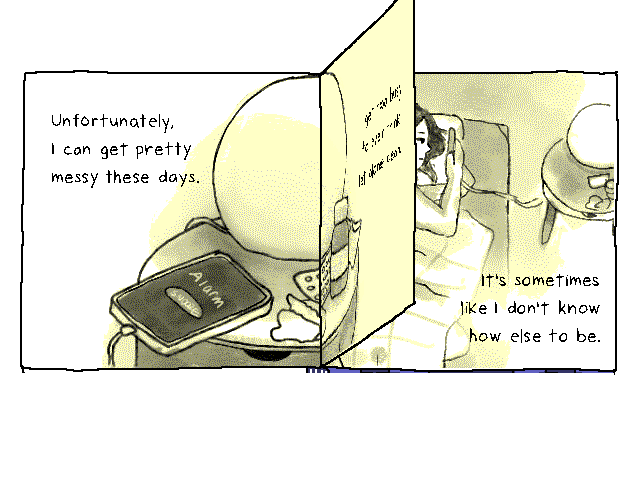 Unfortunately,
I can get pretty
messy these days.
Alarm
It's sometimes
like I don't know
how else to be.